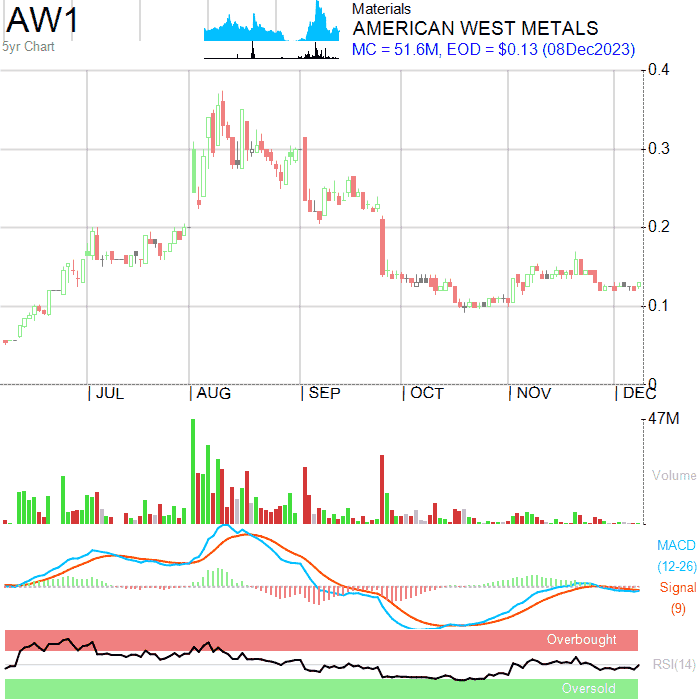 AW1
5yr Chart
Materials
AMERICAN WEST METALS
MC = 51.6M, EOD = $0.13 (08Dec2023)
0.4
0.3
0.2
0.1
0
JUL AUG SEP OCT NOV DEC
47M
Volume
MACD
(12-26)
Signal
(9)
Overbought
RSI(14)
Oversold